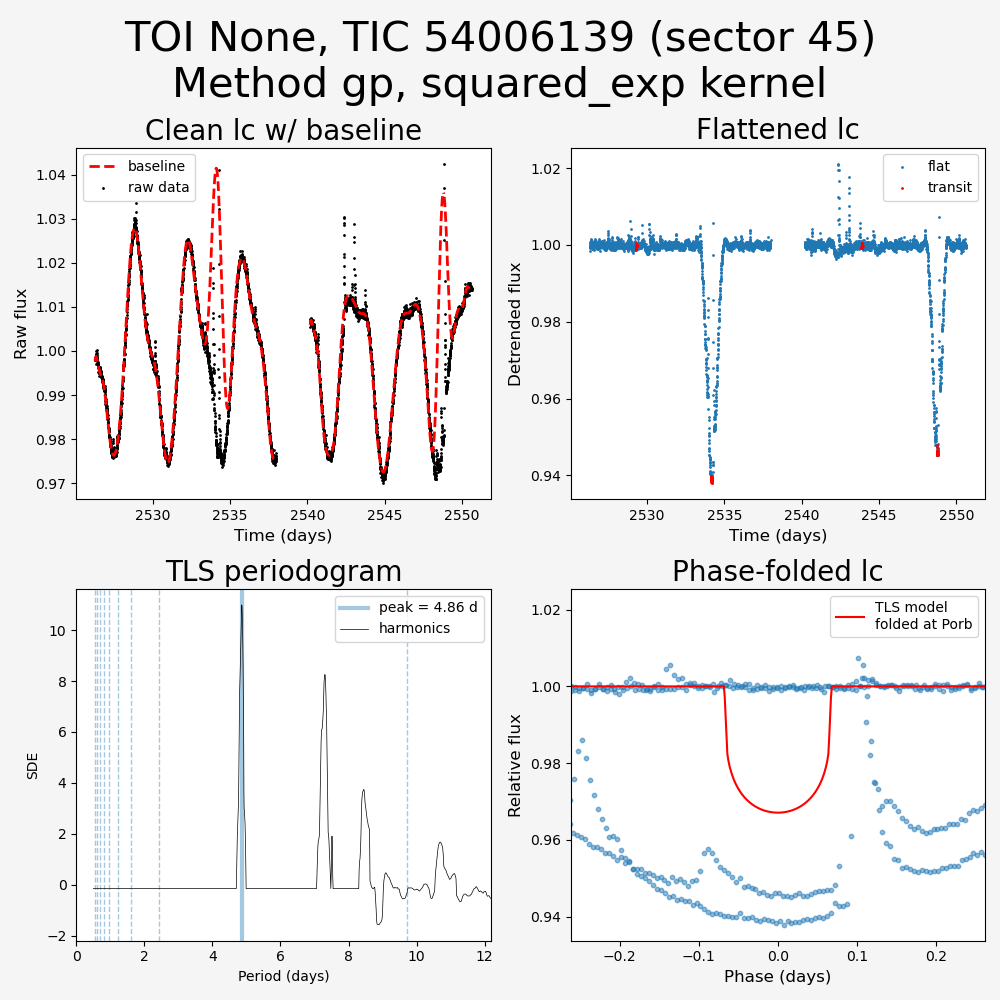 TOI None, TIC 54006139 (sector 45)
Method gp, squared_exp kernel
Clean lc w/ baseline
baseline
raw data
1.04
1.03
1.02
1.01
1.00
0.99
0.98
0.97
Raw flux
2530
2535
2540
2545
2550
Time (days)
Flattened lc
flat
transit
1.02
1.00
0.98
0.96
0.94
Detrended flux
2530
2535
2540
2545
2550
Time (days)
TLS periodogram
peak = 4.86 d
harmonics
10
8
6
4
2
0
−2
SDE
0
2
4
6
8
10
12
Period (days)
Phase-folded lc
TLS model
folded at Porb
1.02
1.00
0.98
0.96
0.94
Relative flux
−0.2
−0.1
0.0
0.1
0.2
Phase (days)